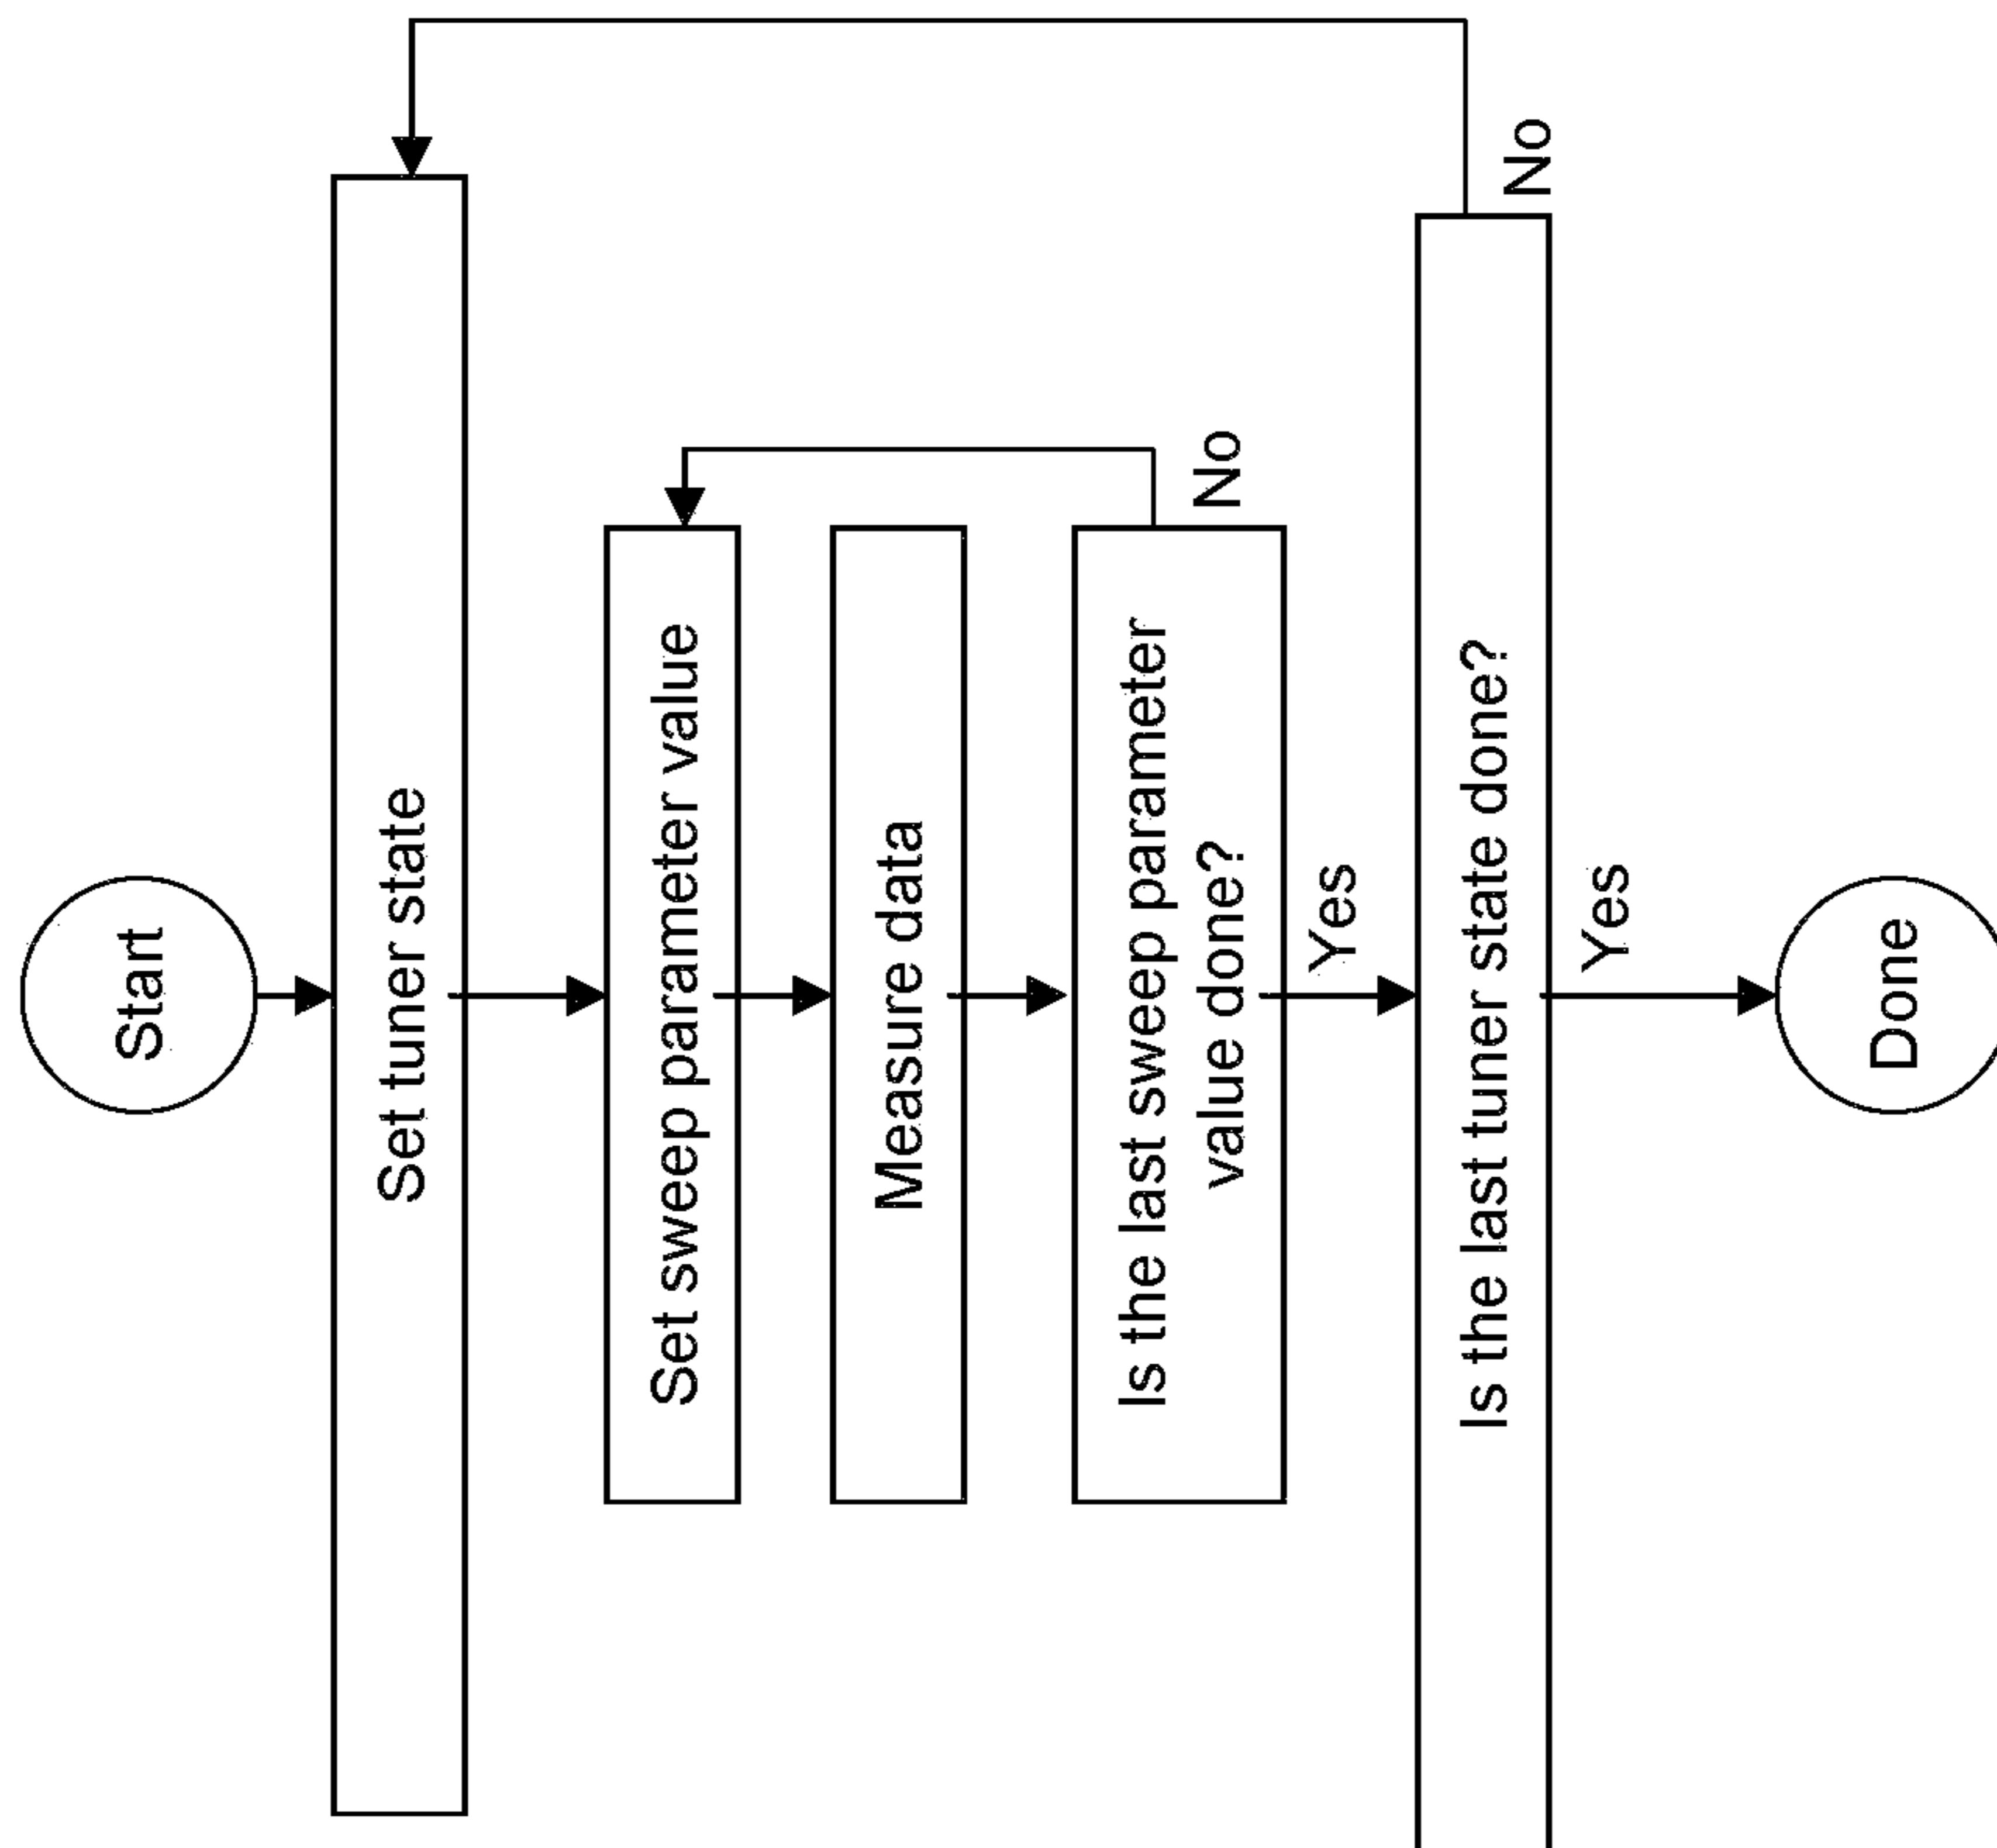 Start
Set tuner state
Set sweep parameter value
Measure data
Is the last sweep parameter
value done?
No
Yes
Is the last tuner state done?
No
Yes
Done